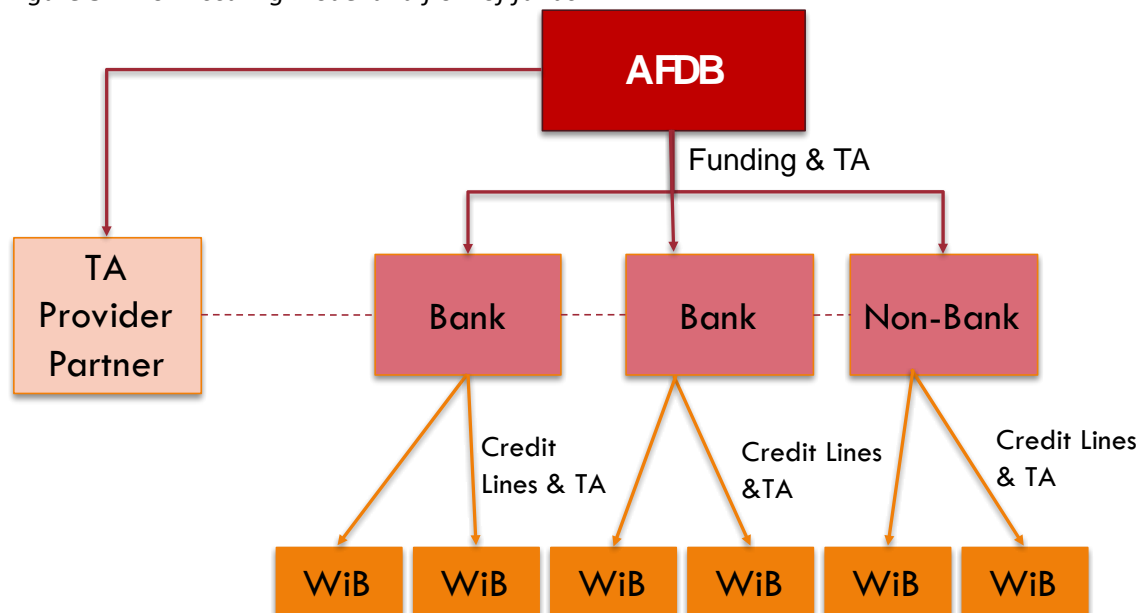 AFDB
Funding & TA
TA
Provider
Partner
Bank
Bank
Non-Bank
Credit
Lines & TA
Credit Lines
&TA
Credit Lines
& TA
WiB
WiB
WiB
WiB
WiB
WiB